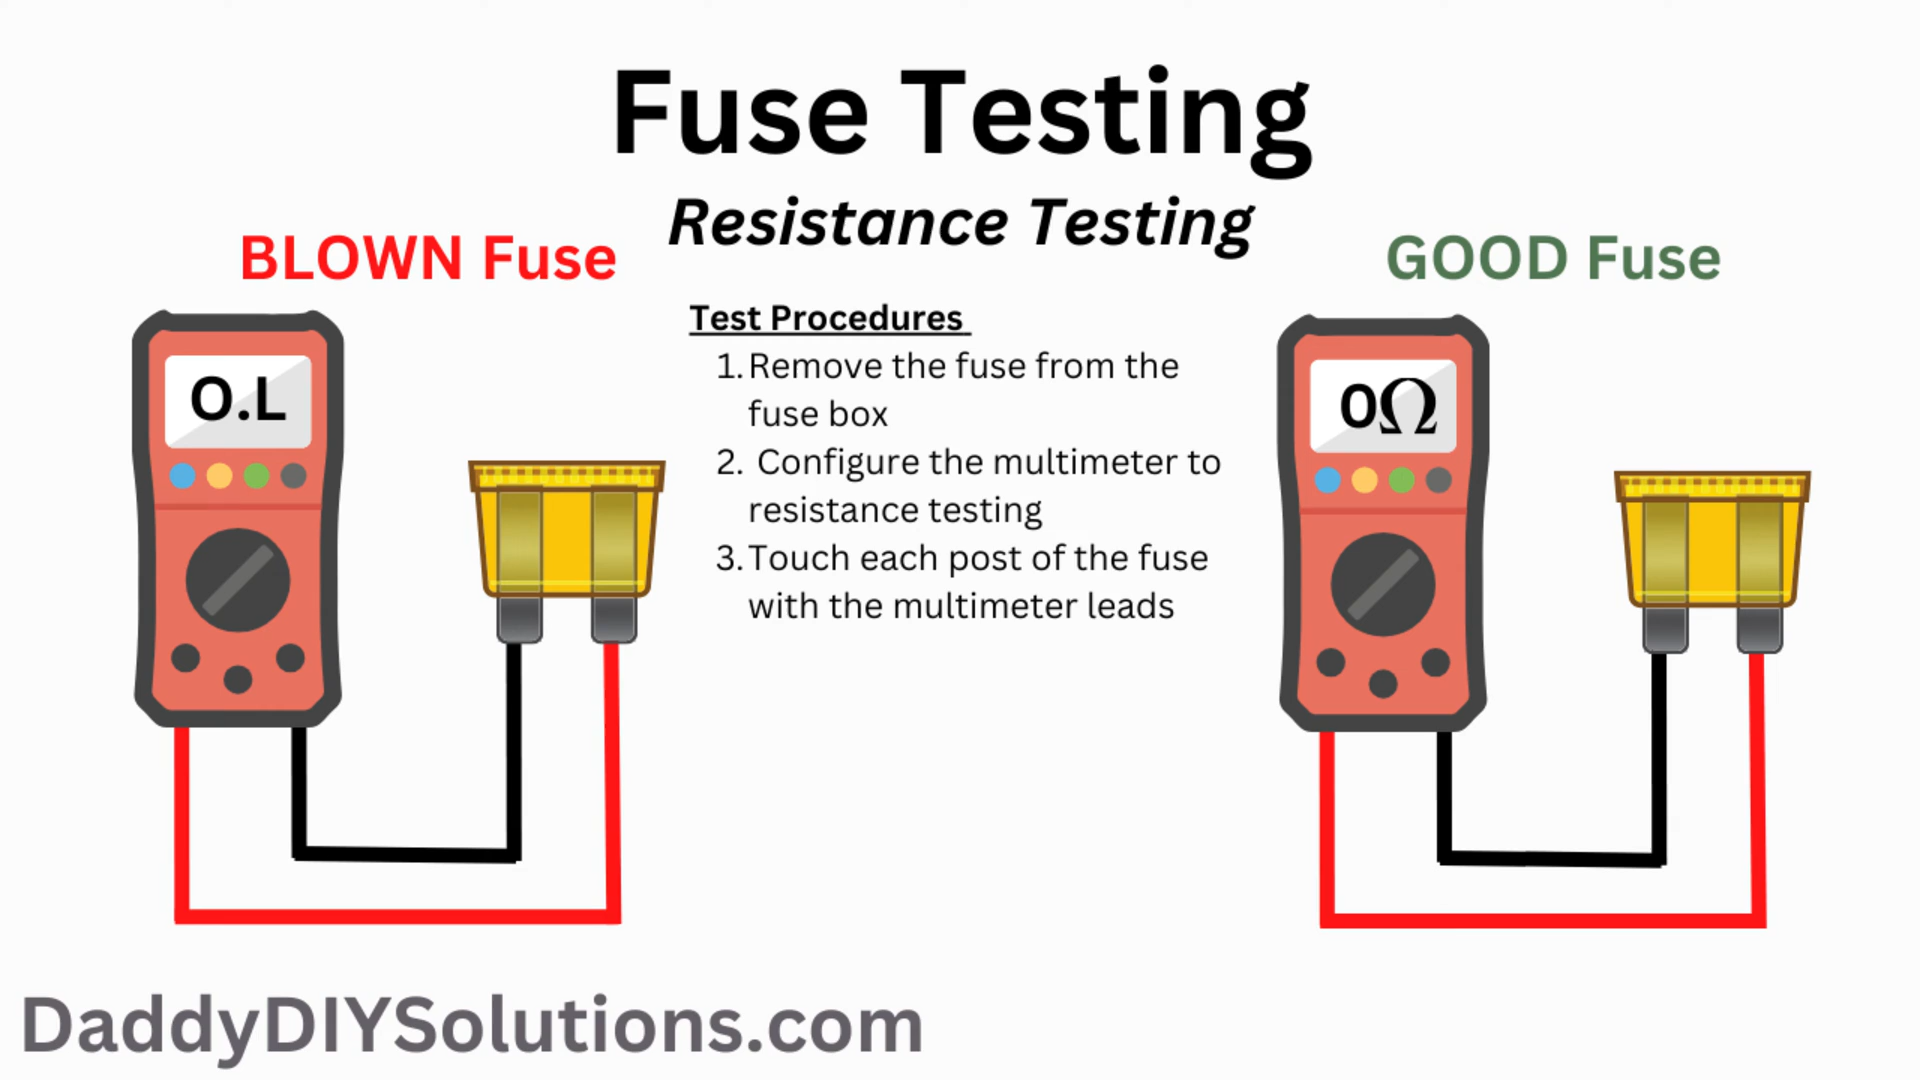 Fuse Testing
Resistance Testing
BLOWN Fuse
GOOD Fuse
Test Procedures
1. Remove the fuse from the
fuse box
2. Configure the multimeter to
resistance testing
3. Touch each post of the fuse
with the multimeter leads
O.L
0Ω
DaddyDIYSolutions.com